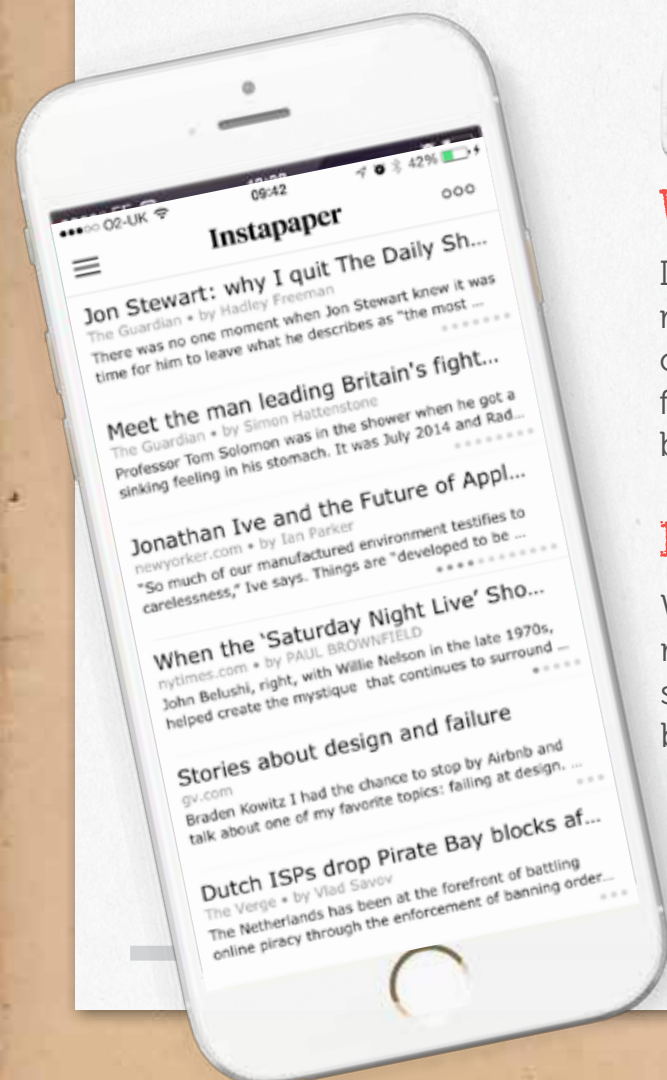 ●●●○○ O2-UK 09:42 42%
Instapaper
Jon Stewart: why I quit The Daily Sh...
The Guardian • by Hadley Freeman
There was no one moment when Jon Stewart knew it was
time for him to leave what he describes as "the most ...
Meet the man leading Britain's fight...
The Guardian • by Simon Hattenstone
Professor Tom Solomon was in the shower when he got a
sinking feeling in his stomach. It was July 2014 and Rad...
Jonathan Ive and the Future of Appl...
newyorker.com • by Ian Parker
"So much of our manufactured environment testifies to
carelessness," Ive says. Things are "developed to be ...
When the ‘Saturday Night Live’ Sho...
nytimes.com • by PAUL BROWNFIELD
John Belushi, right, with Willie Nelson in the late 1970s,
helped create the mystique that continues to surround ...
Stories about design and failure
gv.com
Braden Kowitz I had the chance to stop by Airbnb and
talk about one of my favorite topics: failing at design. ...
Dutch ISPs drop Pirate Bay blocks af...
The Verge • by Vlad Savov
The Netherlands has been at the forefront of battling
online piracy through the enforcement of banning order...